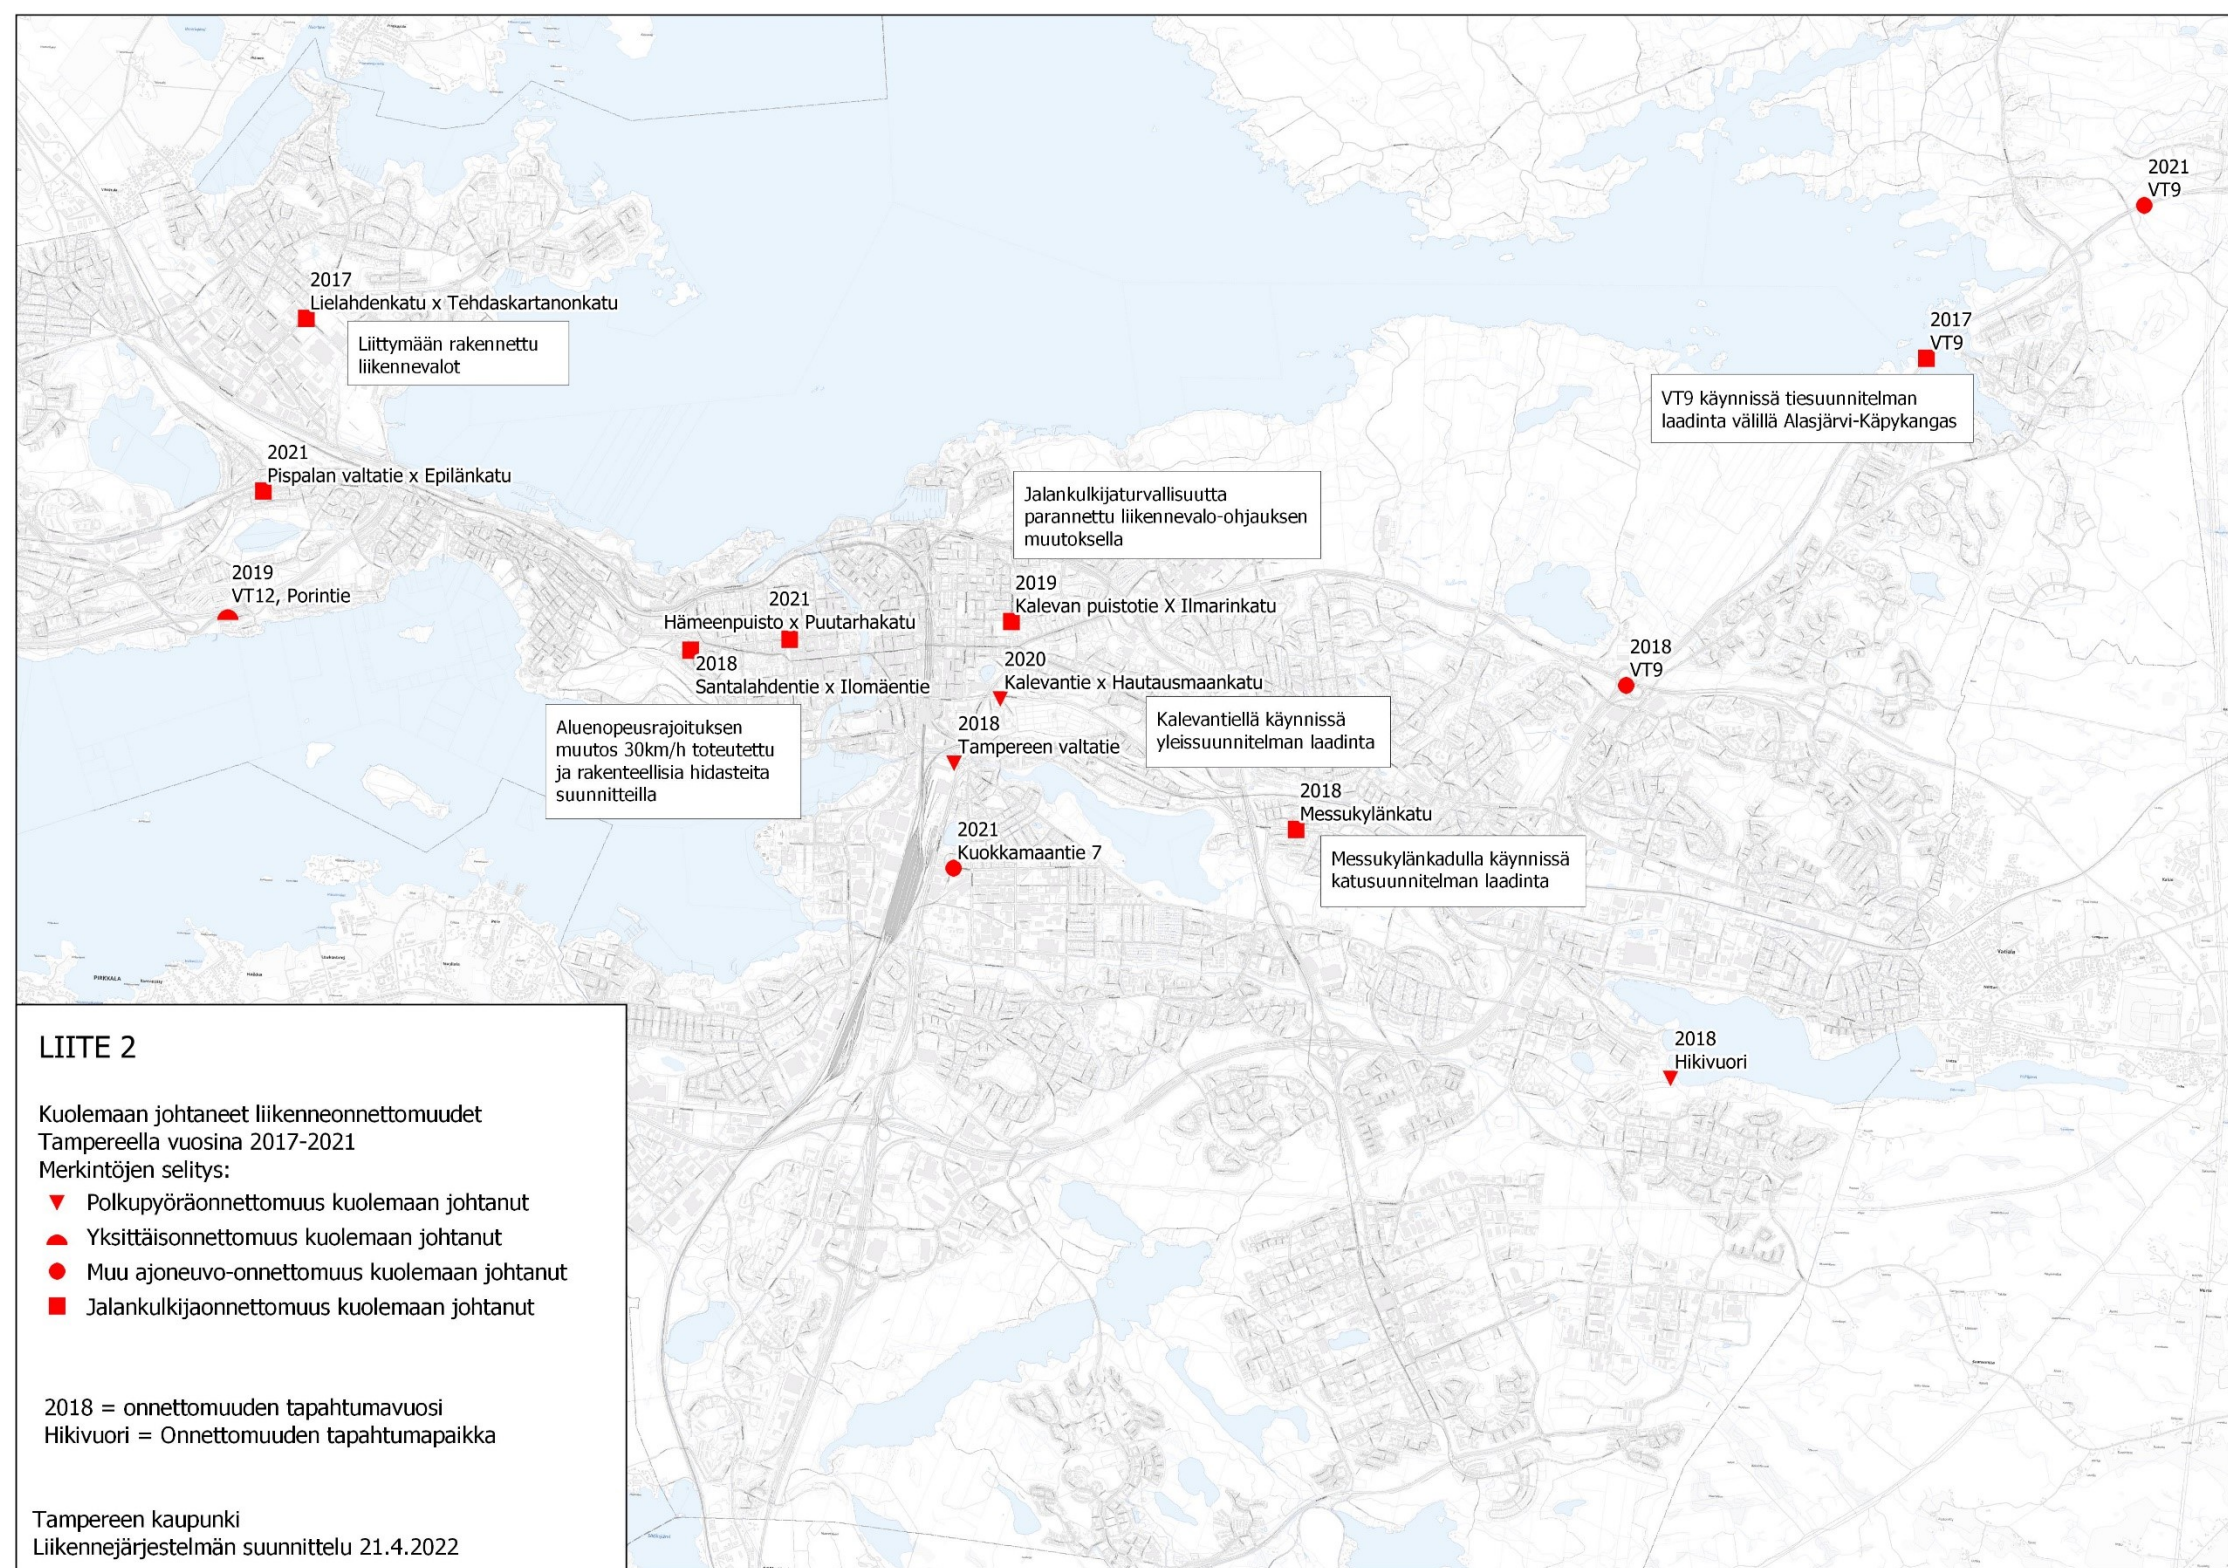 2021
VT9
2017
Lielahdenkatu x Tehdaskartanonkatu
Liittymään rakennettu
liikennevalot
2017
VT9
VT9 käynnissä tiesuunnitelman
laadinta välillä Alasjärvi-Käpykangas
2021
Pispalan valtatie x Epilänkatu
Jalankulkijaturvallisuutta
parannettu liikennevalo-ohjauksen
muutoksella
2019
VT12, Porintie
2021
Hämeenpuisto x Puutarhakatu
2019
Kalevan puistotie X Ilmarinkatu
2018
Santalahdentie x Ilomäentie
2020
Kalevantie x Hautausmaankatu
2018
VT9
Aluenopeusrajoituksen
muutos 30km/h toteutettu
ja rakenteellisia hidasteita
suunnitteilla
2018
Tampereen valtatie
Kalevantiellä käynnissä
yleissuunnitelman laadinta
2018
Messukylänkatu
Messukylänkadulla käynnissä
katusuunnitelman laadinta
2021
Kuokkamaantie 7
PIRKKALA
2018
Hikivuori
LIITE 2
Kuolemaan johtaneet liikenneonnettomuudet
Tampereella vuosina 2017-2021
Merkintöjen selitys:
Polkupyöräonnettomuus kuolemaan johtanut
Yksittäisonnettomuus kuolemaan johtanut
Muu ajoneuvo-onnettomuus kuolemaan johtanut
Jalankulkijaonnettomuus kuolemaan johtanut
2018 = onnettomuuden tapahtumavuosi
Hikivuori = Onnettomuuden tapahtumapaikka
Tampereen kaupunki
Liikennejärjestelmän suunnittelu 21.4.2022